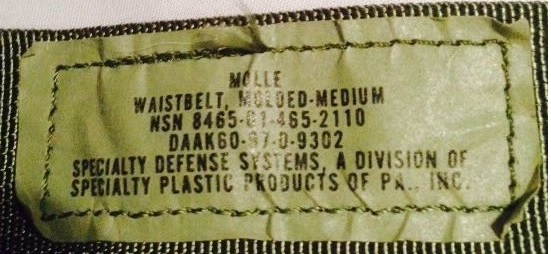 MOLLE
WAISTBELT, MOLDED-MEDIUM
NSN 8465-01-465-2110
DAAK60-97-D-9302
SPECIALTY DEFENSE SYSTEMS, A DIVISION OF
SPECIALTY PLASTIC PRODUCTS OF PA., INC.